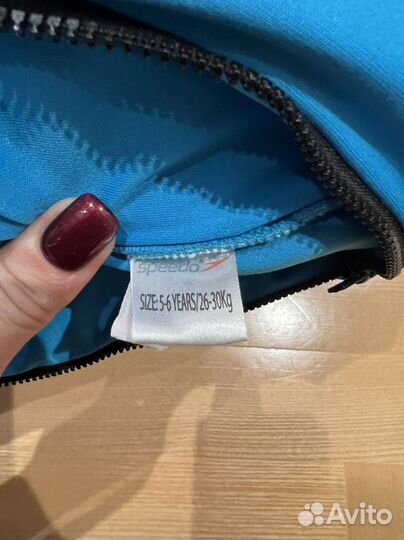 speedo
SIZE: 5-6 YEARS/26-30Kg
Avito